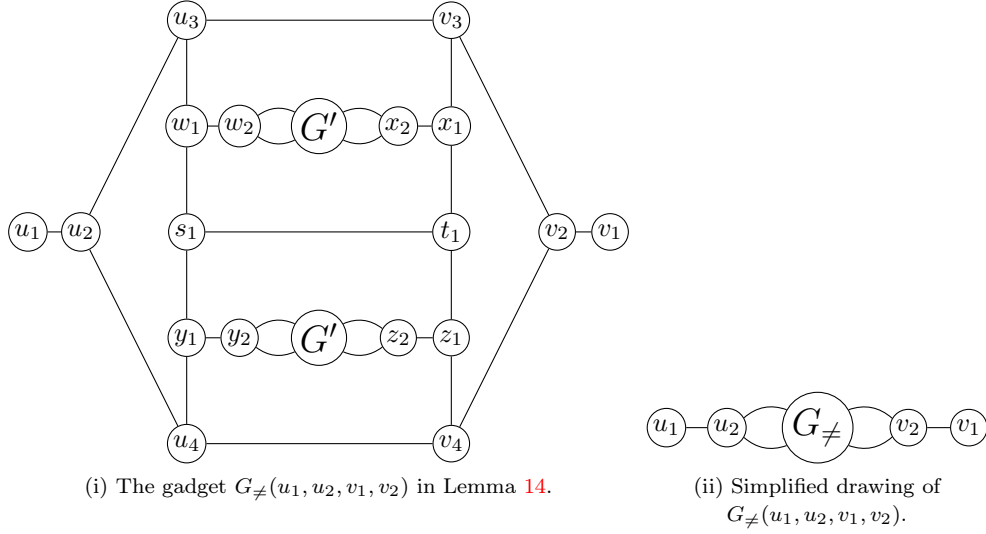 u₃ v₃
w₁ w₂ G′ x₂ x₁
u₁ u₂ s₁ t₁ v₂ v₁
y₁ y₂ G′ z₂ z₁
u₁ u₂ G≠ v₂ v₁
u₄ v₄
(i) The gadget G≠(u₁, u₂, v₁, v₂) in Lemma 14.
(ii) Simplified drawing of
G≠(u₁, u₂, v₁, v₂).